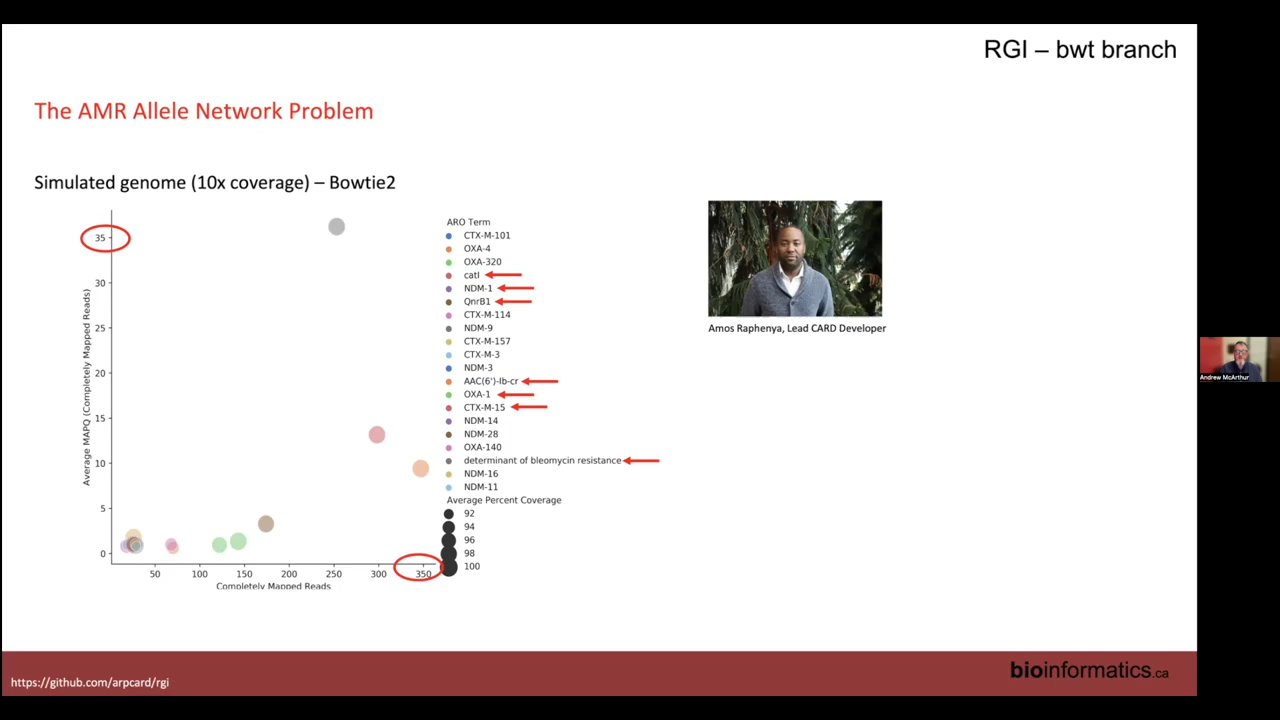 RGI – bwt branch
The AMR Allele Network Problem
Simulated genome (10x coverage) – Bowtie2
35
30
25
20
15
10
5
0
Average MAPQ (Completely Mapped Reads)
50 100 150 200 250 300 350
Completely Mapped Reads
ARO Term
CTX-M-101
OXA-4
OXA-320
catI
NDM-1
QnrB1
CTX-M-114
NDM-9
CTX-M-157
CTX-M-3
NDM-3
AAC(6')-Ib-cr
OXA-1
CTX-M-15
NDM-14
NDM-28
OXA-140
determinant of bleomycin resistance
NDM-16
NDM-11
Average Percent Coverage
92
94
96
98
100
Amos Raphenya, Lead CARD Developer
Andrew McArthur
https://github.com/arpcard/rgi
bioinformatics.ca